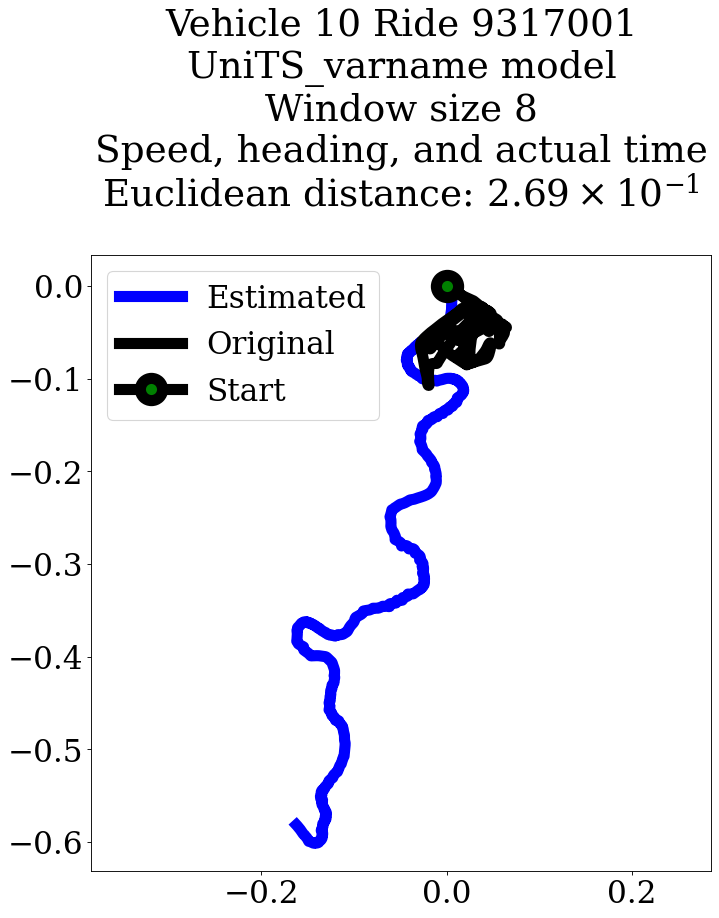 Vehicle 10 Ride 9317001
UniTS_varname model
Window size 8
Speed, heading, and actual time
Euclidean distance: 2.69 × 10⁻¹
Estimated
Original
Start
0.0
−0.1
−0.2
−0.3
−0.4
−0.5
−0.6
−0.2
0.0
0.2